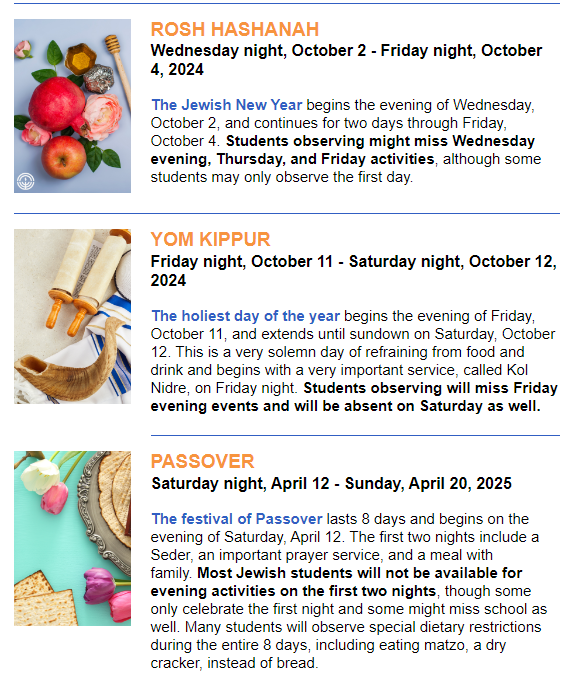 ROSH HASHANAH
Wednesday night, October 2 - Friday night, October
4, 2024
The Jewish New Year begins the evening of Wednesday,
October 2, and continues for two days through Friday,
October 4. Students observing might miss Wednesday
evening, Thursday, and Friday activities, although some
students may only observe the first day.
YOM KIPPUR
Friday night, October 11 - Saturday night, October 12,
2024
The holiest day of the year begins the evening of Friday,
October 11, and extends until sundown on Saturday, October
12. This is a very solemn day of refraining from food and
drink and begins with a very important service, called Kol
Nidre, on Friday night. Students observing will miss Friday
evening events and will be absent on Saturday as well.
PASSOVER
Saturday night, April 12 - Sunday, April 20, 2025
The festival of Passover lasts 8 days and begins on the
evening of Saturday, April 12. The first two nights include a
Seder, an important prayer service, and a meal with
family. Most Jewish students will not be available for
evening activities on the first two nights, though some
only celebrate the first night and some might miss school as
well. Many students will observe special dietary restrictions
during the entire 8 days, including eating matzo, a dry
cracker, instead of bread.